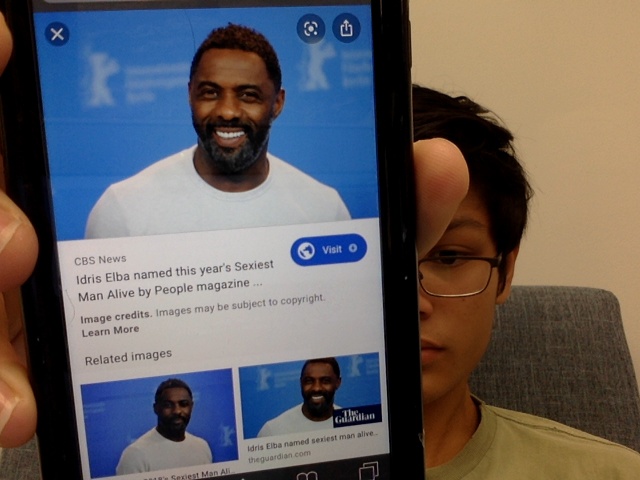 CBS News
Visit
Idris Elba named this year's Sexiest
Man Alive by People magazine ...
Image credits. Images may be subject to copyright.
Learn More
Related images
The
Guardian
Idris Elba named sexiest man alive...
theguardian.com
2018's Sexiest Man Ali...